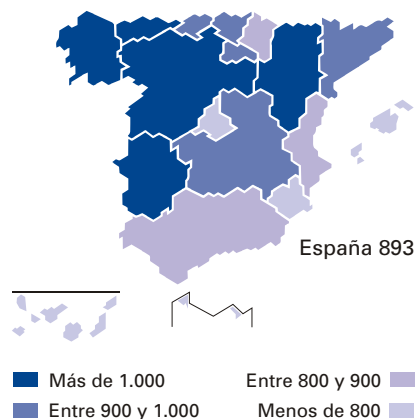 España 893
Más de 1.000
Entre 800 y 900
Entre 900 y 1.000
Menos de 800